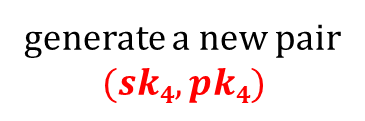 generate a new pair
(sk₄, pk₄)